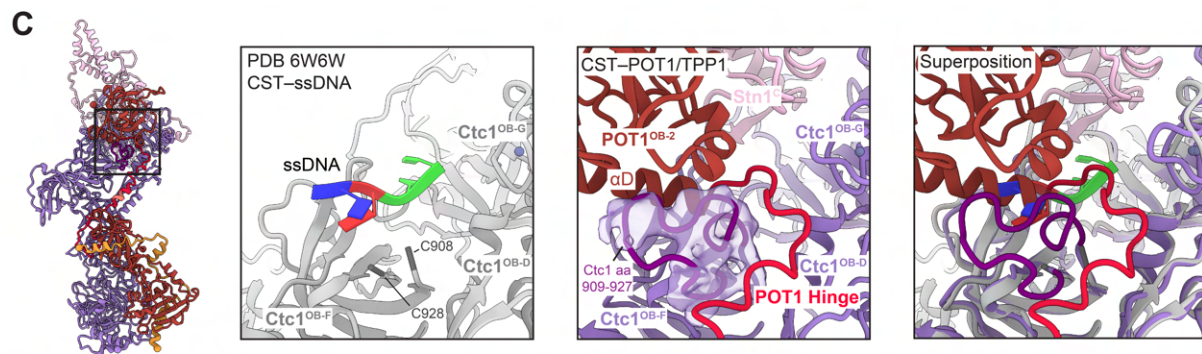 C
PDB 6W6W
CST–ssDNA
Ctc1OB-G
ssDNA
C908
Ctc1OB-D
Ctc1OB-F
C928
CST–POT1/TPP1
Stn1C
POT1OB-2
Ctc1OB-G
αD
Ctc1 aa
909-927
Ctc1OB-D
POT1 Hinge
Ctc1OB-F
Superposition